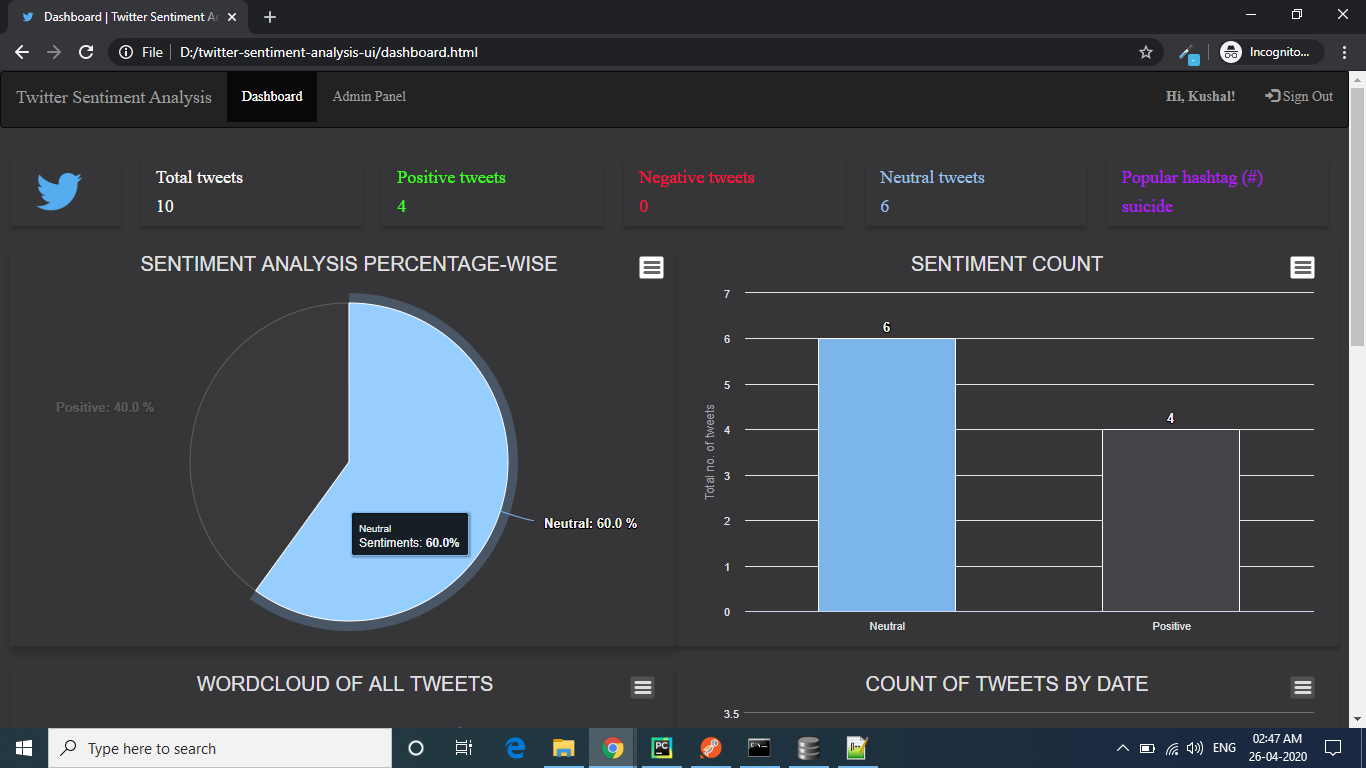 Dashboard | Twitter Sentiment An
File D:/twitter-sentiment-analysis-ui/dashboard.html Incognito...
Twitter Sentiment Analysis Dashboard Admin Panel Hi, Kushal! Sign Out
Total tweets
10
Positive tweets
4
Negative tweets
0
Neutral tweets
6
Popular hashtag (#)
suicide
SENTIMENT ANALYSIS PERCENTAGE-WISE
Positive: 40.0 %
Neutral: 60.0 %
Neutral
Sentiments: 60.0%
SENTIMENT COUNT
Total no. of tweets
7
6
5
4
3
2
1
0
6
4
Neutral
Positive
WORDCLOUD OF ALL TWEETS
COUNT OF TWEETS BY DATE
3.5
Type here to search
PC
ENG
02:47 AM
26-04-2020